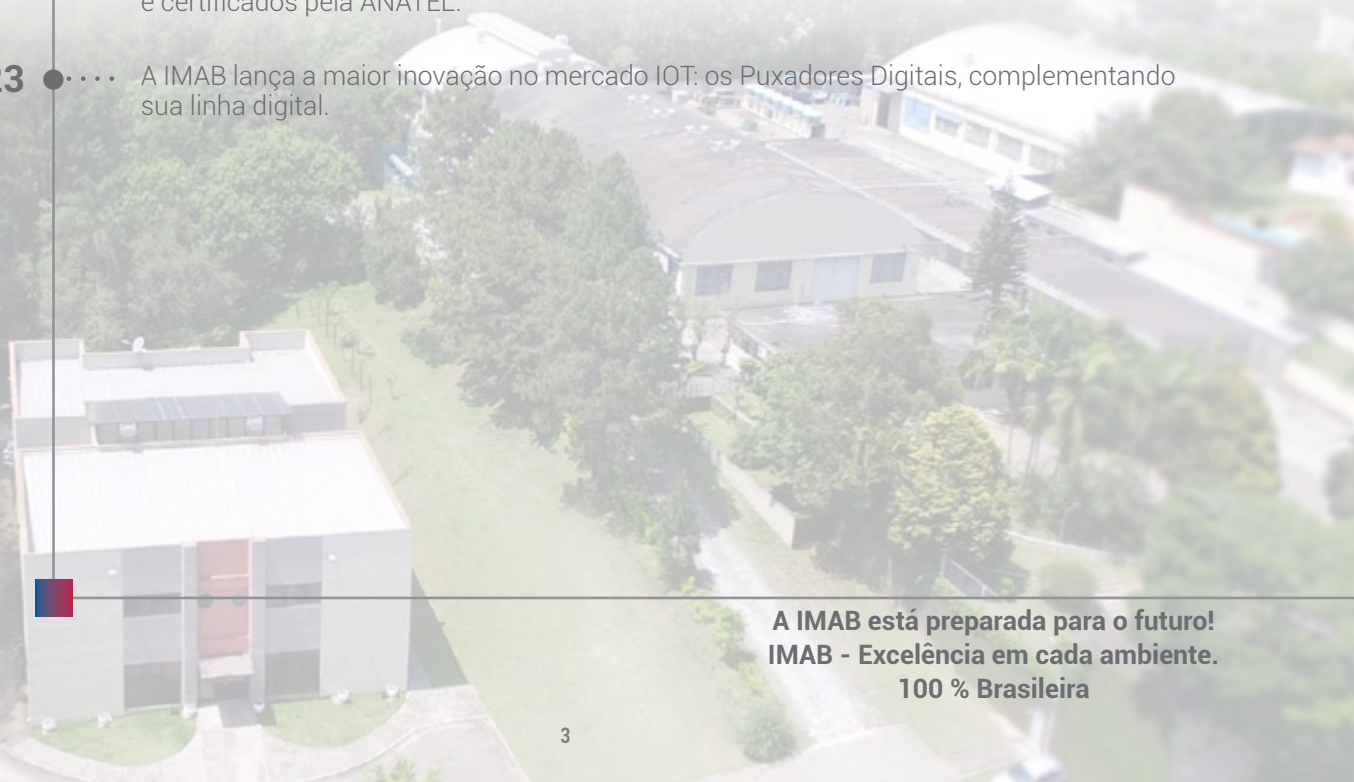 e certificados pela ANATEL.
23 A IMAB lança a maior inovação no mercado IOT: os Puxadores Digitais, complementando
sua linha digital.
A IMAB está preparada para o futuro!
IMAB - Excelência em cada ambiente.
100 % Brasileira
3